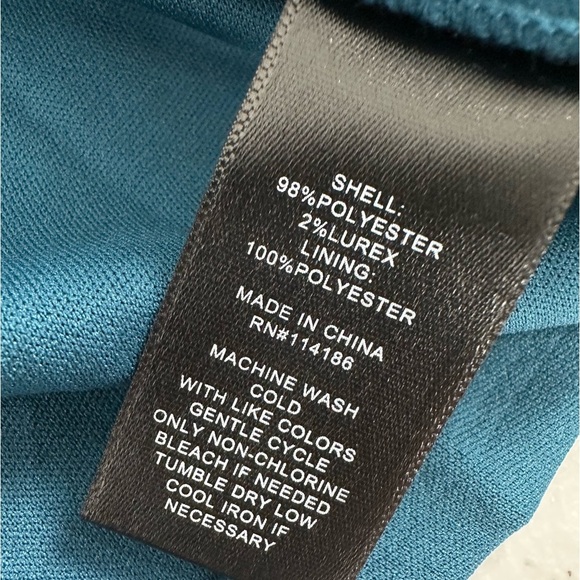 SHELL:
98%POLYESTER
2%LUREX
LINING:
100%POLYESTER
MADE IN CHINA
RN#114186
MACHINE WASH
COLD
WITH LIKE COLORS
GENTLE CYCLE
ONLY NON-CHLORINE
BLEACH IF NEEDED
TUMBLE DRY LOW
COOL IRON IF
NECESSARY